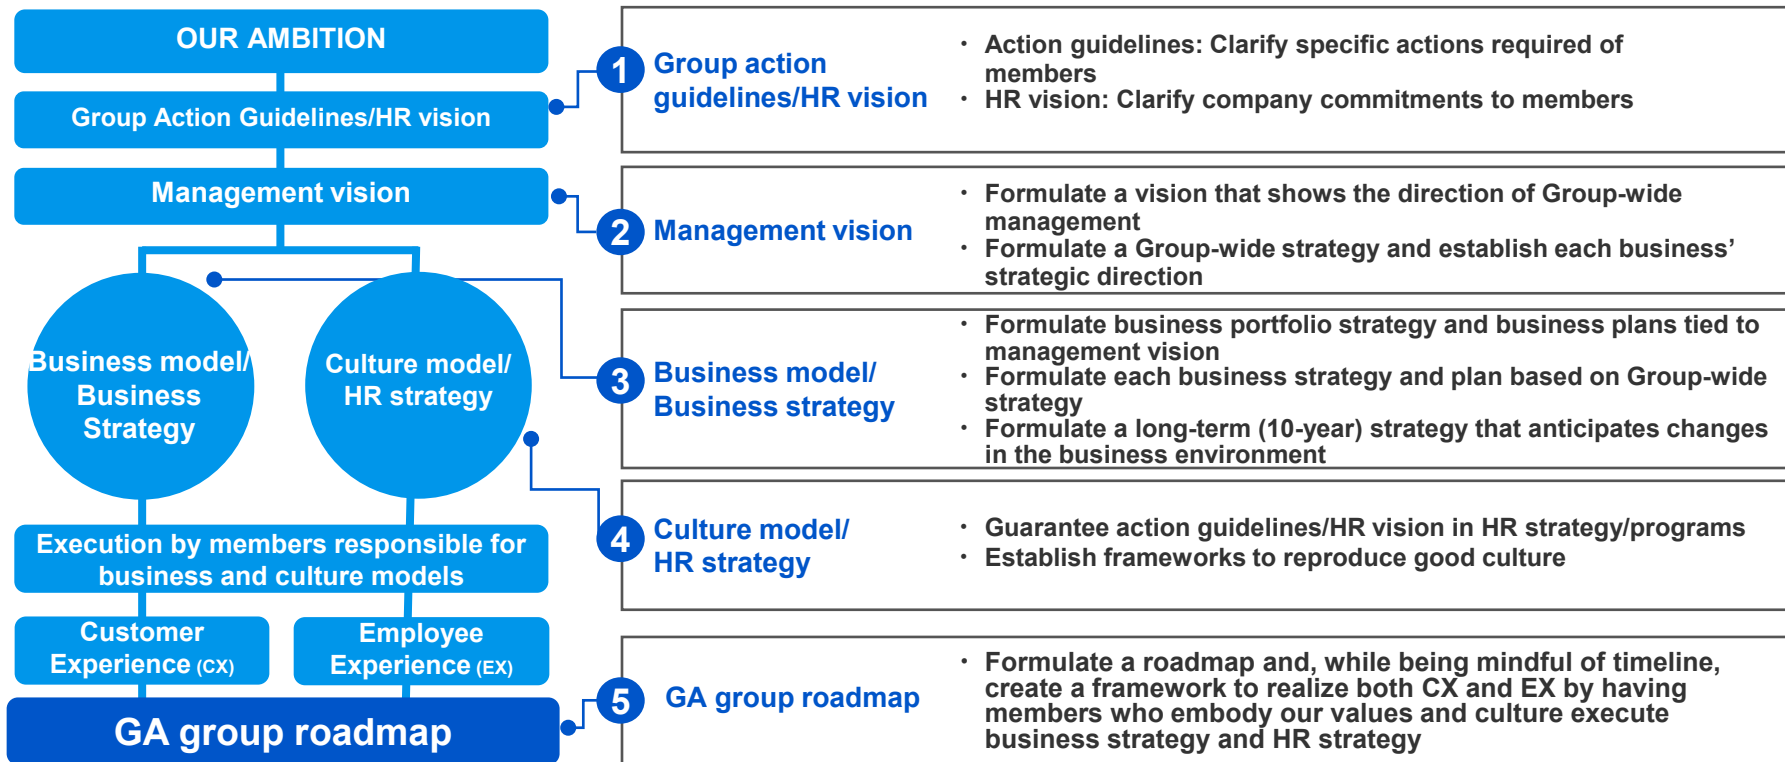 OUR AMBITION
Group Action Guidelines/HR vision
Management vision
Business model/
Business
Strategy
Culture model/
HR strategy
Execution by members responsible for
business and culture models
Customer
Experience (CX)
Employee
Experience (EX)
GA group roadmap
1
Group action
guidelines/HR vision
・ Action guidelines: Clarify specific actions required of
members
・ HR vision: Clarify company commitments to members
2
Management vision
・ Formulate a vision that shows the direction of Group-wide
management
・ Formulate a Group-wide strategy and establish each business’
strategic direction
3
Business model/
Business strategy
・ Formulate business portfolio strategy and business plans tied to
management vision
・ Formulate each business strategy and plan based on Group-wide
strategy
・ Formulate a long-term (10-year) strategy that anticipates changes
in the business environment
4
Culture model/
HR strategy
・ Guarantee action guidelines/HR vision in HR strategy/programs
・ Establish frameworks to reproduce good culture
5
GA group roadmap
・ Formulate a roadmap and, while being mindful of timeline,
create a framework to realize both CX and EX by having
members who embody our values and culture execute
business strategy and HR strategy